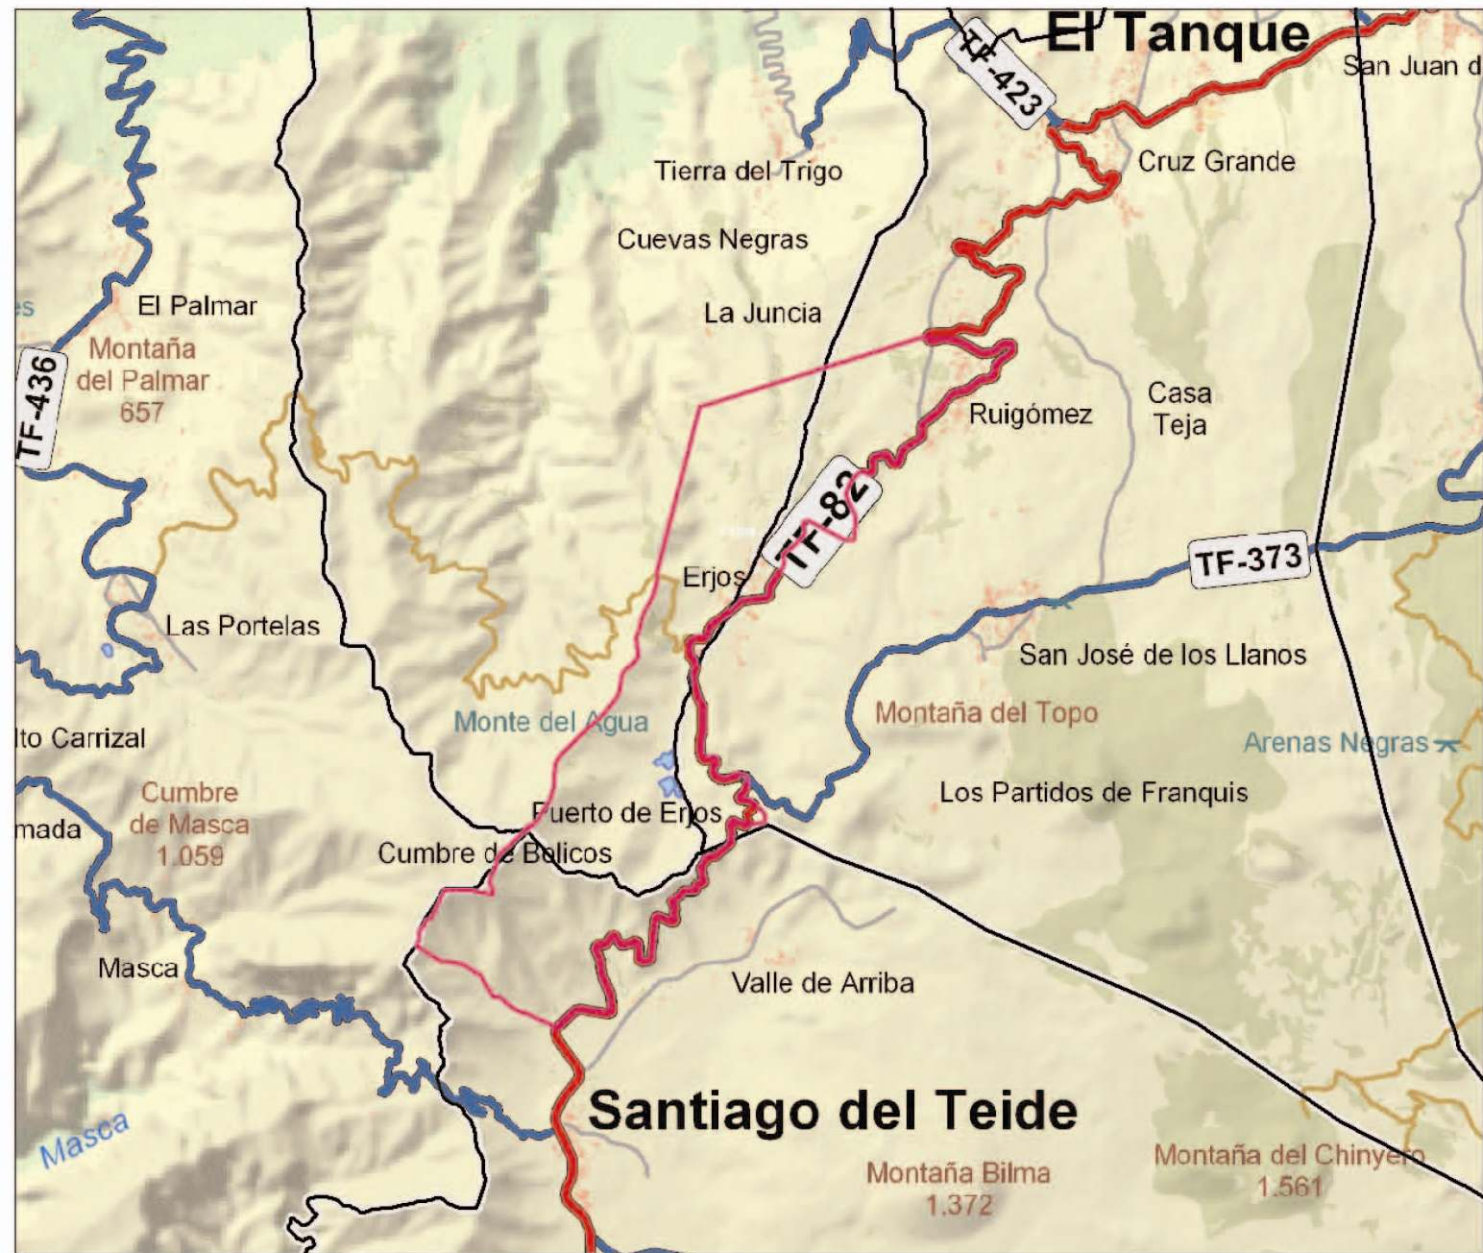 El Tanque
TF-423
San Juan d
Tierra del Trigo
Cruz Grande
Cuevas Negras
es
El Palmar
La Juncia
Montaña
del Palmar
657
TF-436
Casa
Teja
Ruigómez
TF-82
TF-373
Erjos
Las Portelas
San José de los Llanos
Monte del Agua
Montaña del Topo
lto Carrizal
Arenas Negras
Cumbre
de Masca
1.059
mada
Puerto de Erjos
Los Partidos de Franquis
Cumbre de Bolicos
Masca
Valle de Arriba
Santiago del Teide
Masca
Montaña Bilma
1.372
Montaña del Chinyero
1.561